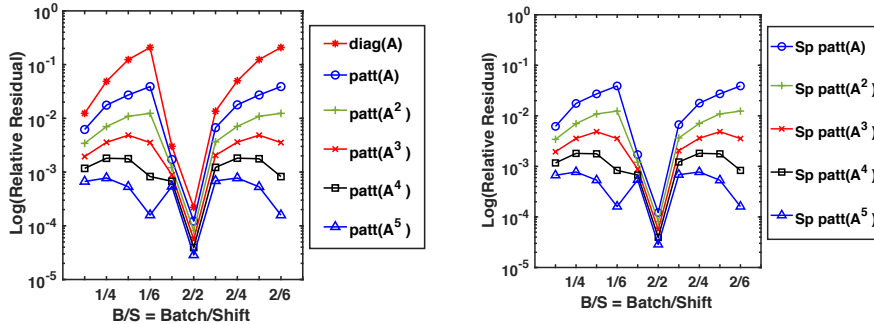 Log(Relative Residual)
10^0
10^-1
10^-2
10^-3
10^-4
10^-5
1/4 1/6 2/2 2/4 2/6
B/S = Batch/Shift
diag(A)
patt(A)
patt(A^2)
patt(A^3)
patt(A^4)
patt(A^5)
Log(Relative Residual)
10^0
10^-1
10^-2
10^-3
10^-4
10^-5
1/4 1/6 2/2 2/4 2/6
B/S = Batch/Shift
Sp patt(A)
Sp patt(A^2)
Sp patt(A^3)
Sp patt(A^4)
Sp patt(A^5)